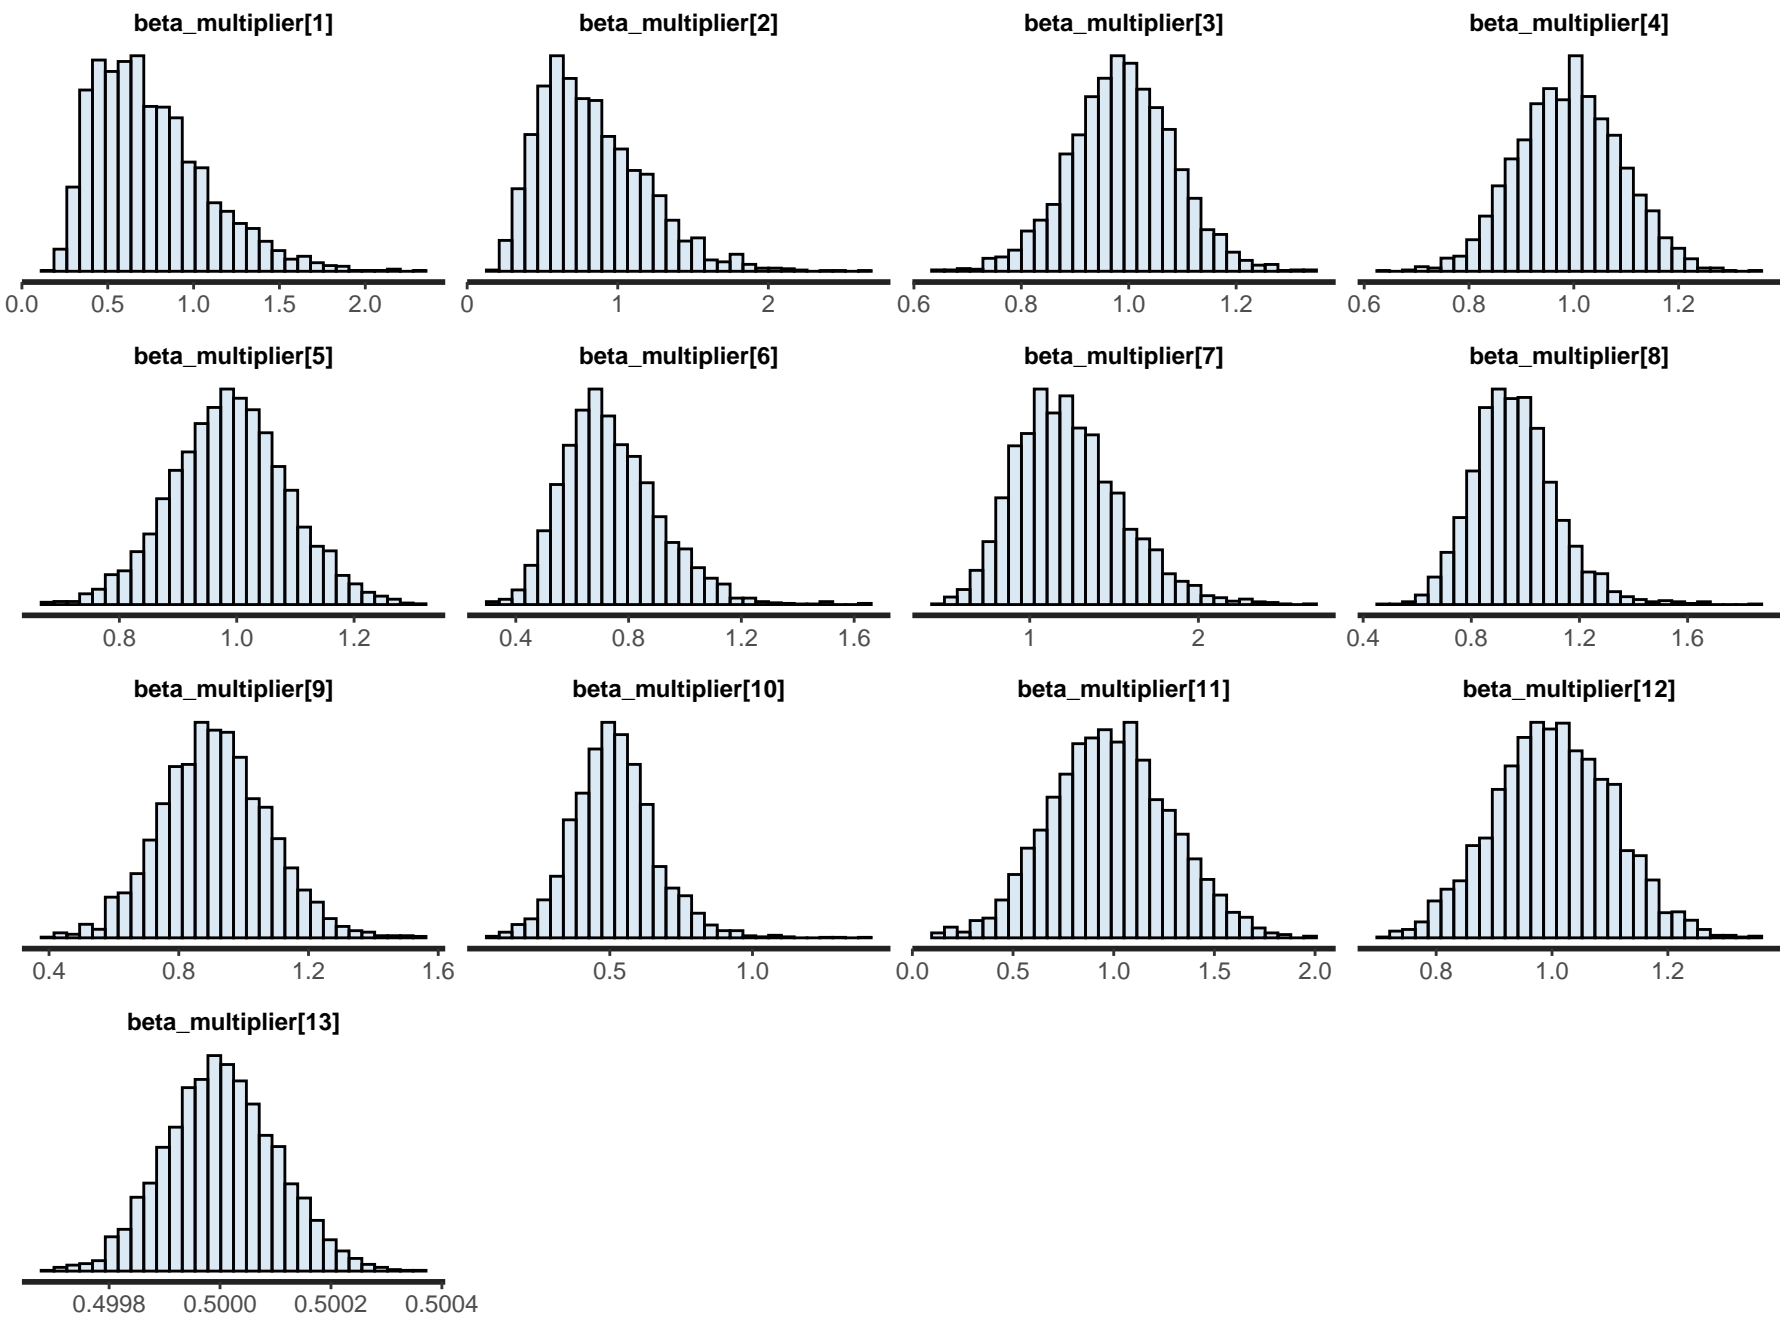 beta_multiplier[1] beta_multiplier[2] beta_multiplier[3] beta_multiplier[4]
0.0 0.5 1.0 1.5 2.0 0 1 2 0.6 0.8 1.0 1.2 0.6 0.8 1.0 1.2
beta_multiplier[5] beta_multiplier[6] beta_multiplier[7] beta_multiplier[8]
0.8 1.0 1.2 0.4 0.8 1.2 1.6 1 2 0.4 0.8 1.2 1.6
beta_multiplier[9] beta_multiplier[10] beta_multiplier[11] beta_multiplier[12]
0.4 0.8 1.2 1.6 0.5 1.0 0.0 0.5 1.0 1.5 2.0 0.8 1.0 1.2
beta_multiplier[13]
0.4998 0.5000 0.5002 0.5004